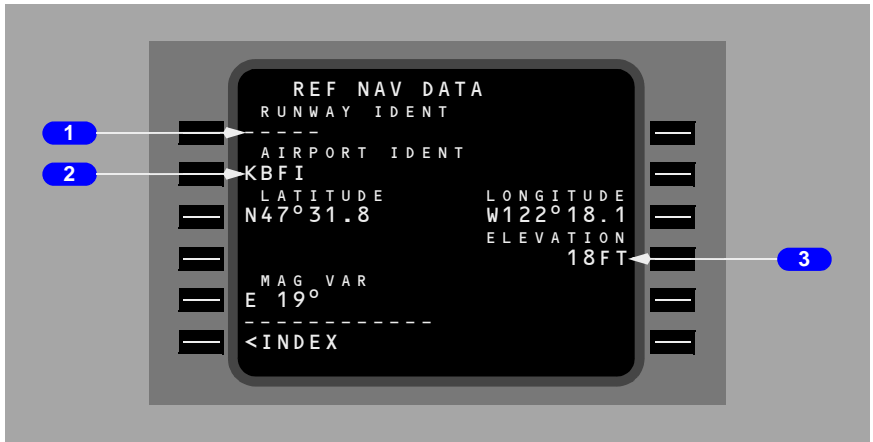 REF NAV DATA
RUNWAY IDENT
1 -----
AIRPORT IDENT
2 KBFI
LATITUDE LONGITUDE
N47°31.8 W122°18.1
ELEVATION
18FT 3
MAG VAR
E 19°
------------
<INDEX